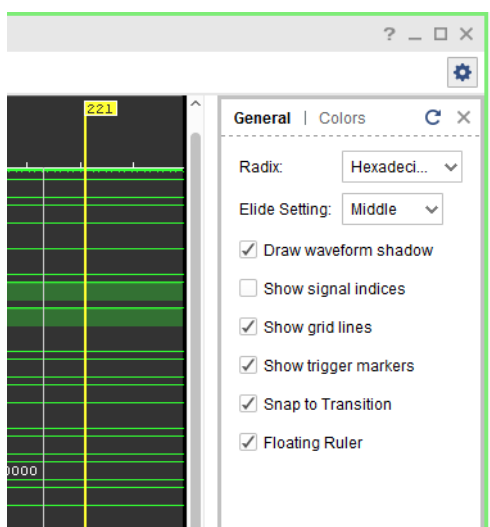 ?
221
General | Colors
Radix: Hexadeci...
Elide Setting: Middle
Draw waveform shadow
Show signal indices
Show grid lines
Show trigger markers
Snap to Transition
Floating Ruler
0000